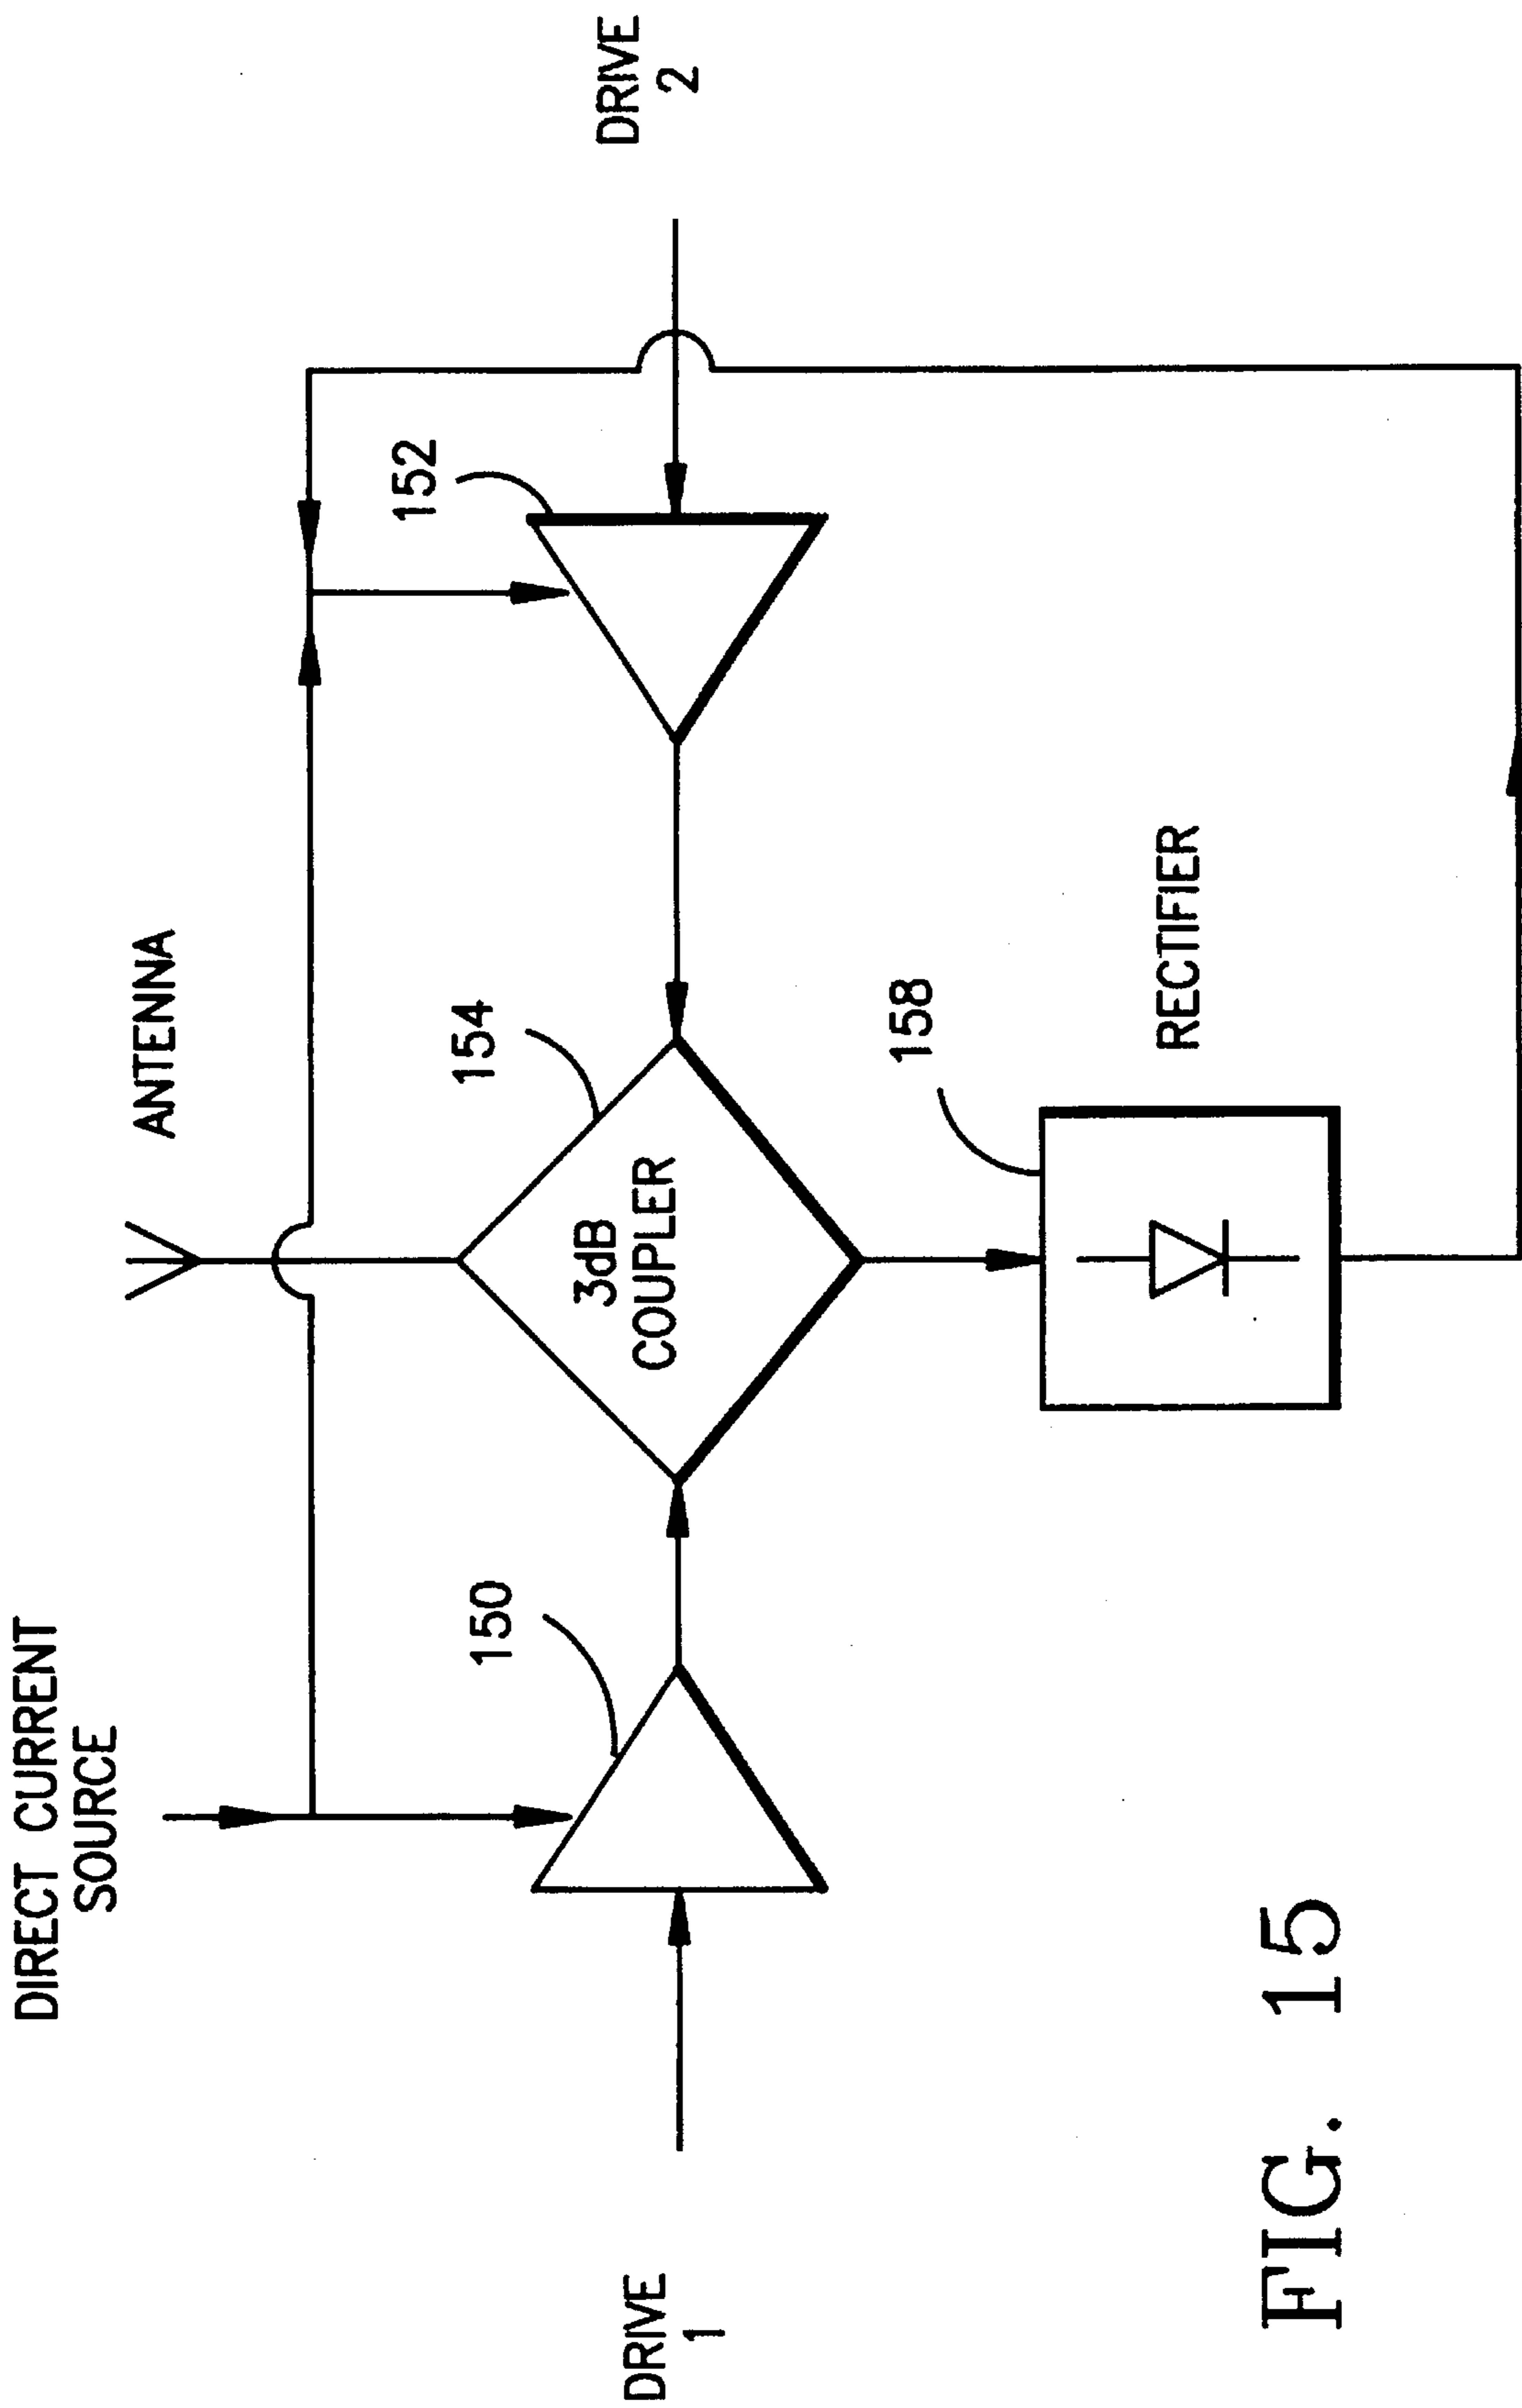 DIRECT CURRENT
SOURCE
ANTENNA
150
154
152
3dB
COUPLER
DRIVE
1
DRIVE
2
158
RECTIFIER
FIG. 15